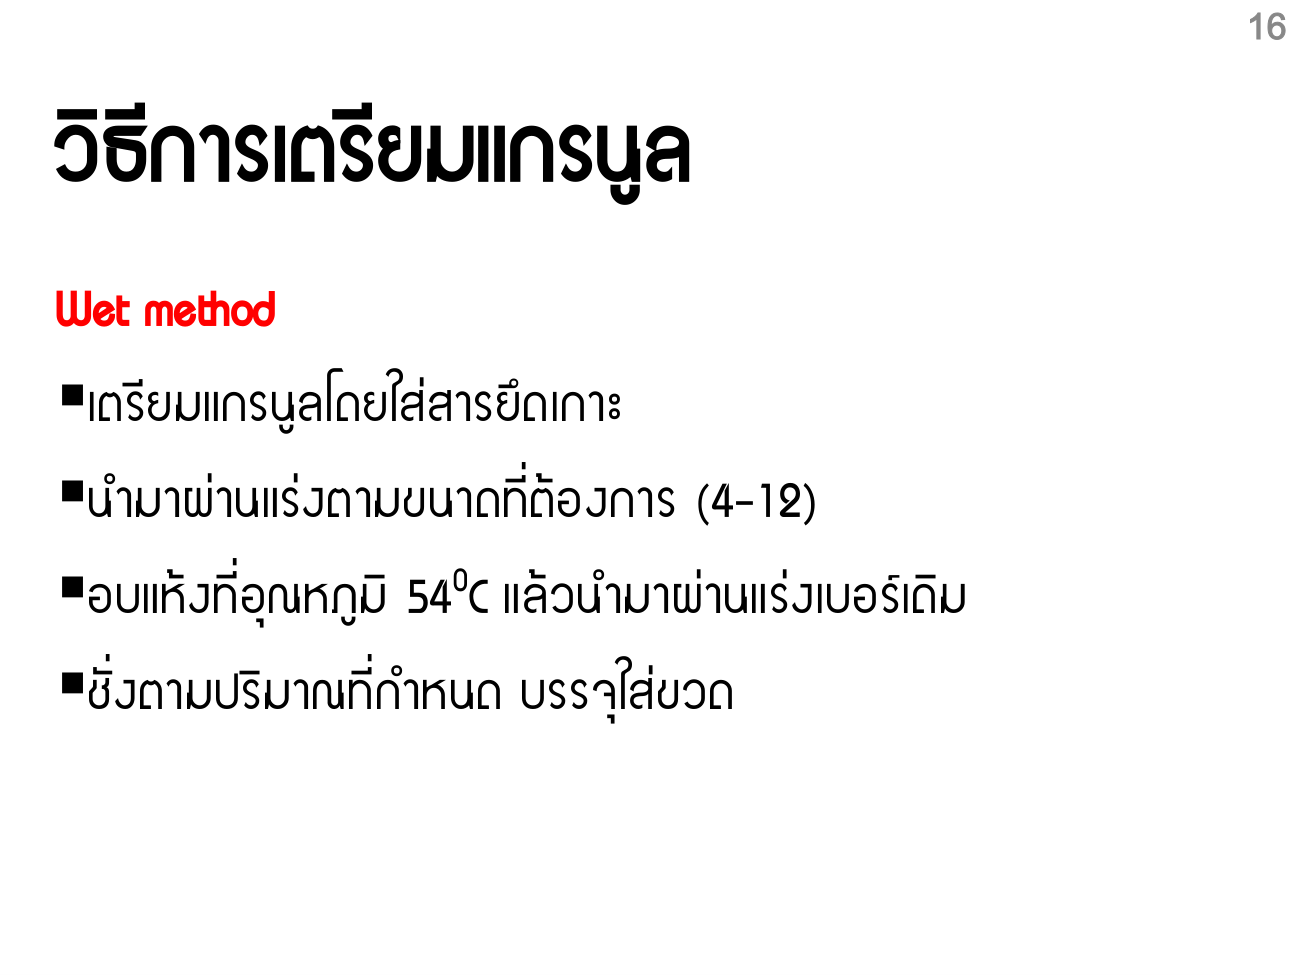 16
วิธีการเตรียมแกรนูล
Wet method
▪เตรียมแกรนูลโดยใส่สารยึดเกาะ
▪นำมาผ่านแร่งตามขนาดที่ต้องการ (4-12)
▪อบแห้งที่อุณหภูมิ 54⁰C แล้วนำมาผ่านแร่งเบอร์เดิม
▪ชั่งตามปริมาณที่กำหนด บรรจุใส่ขวด